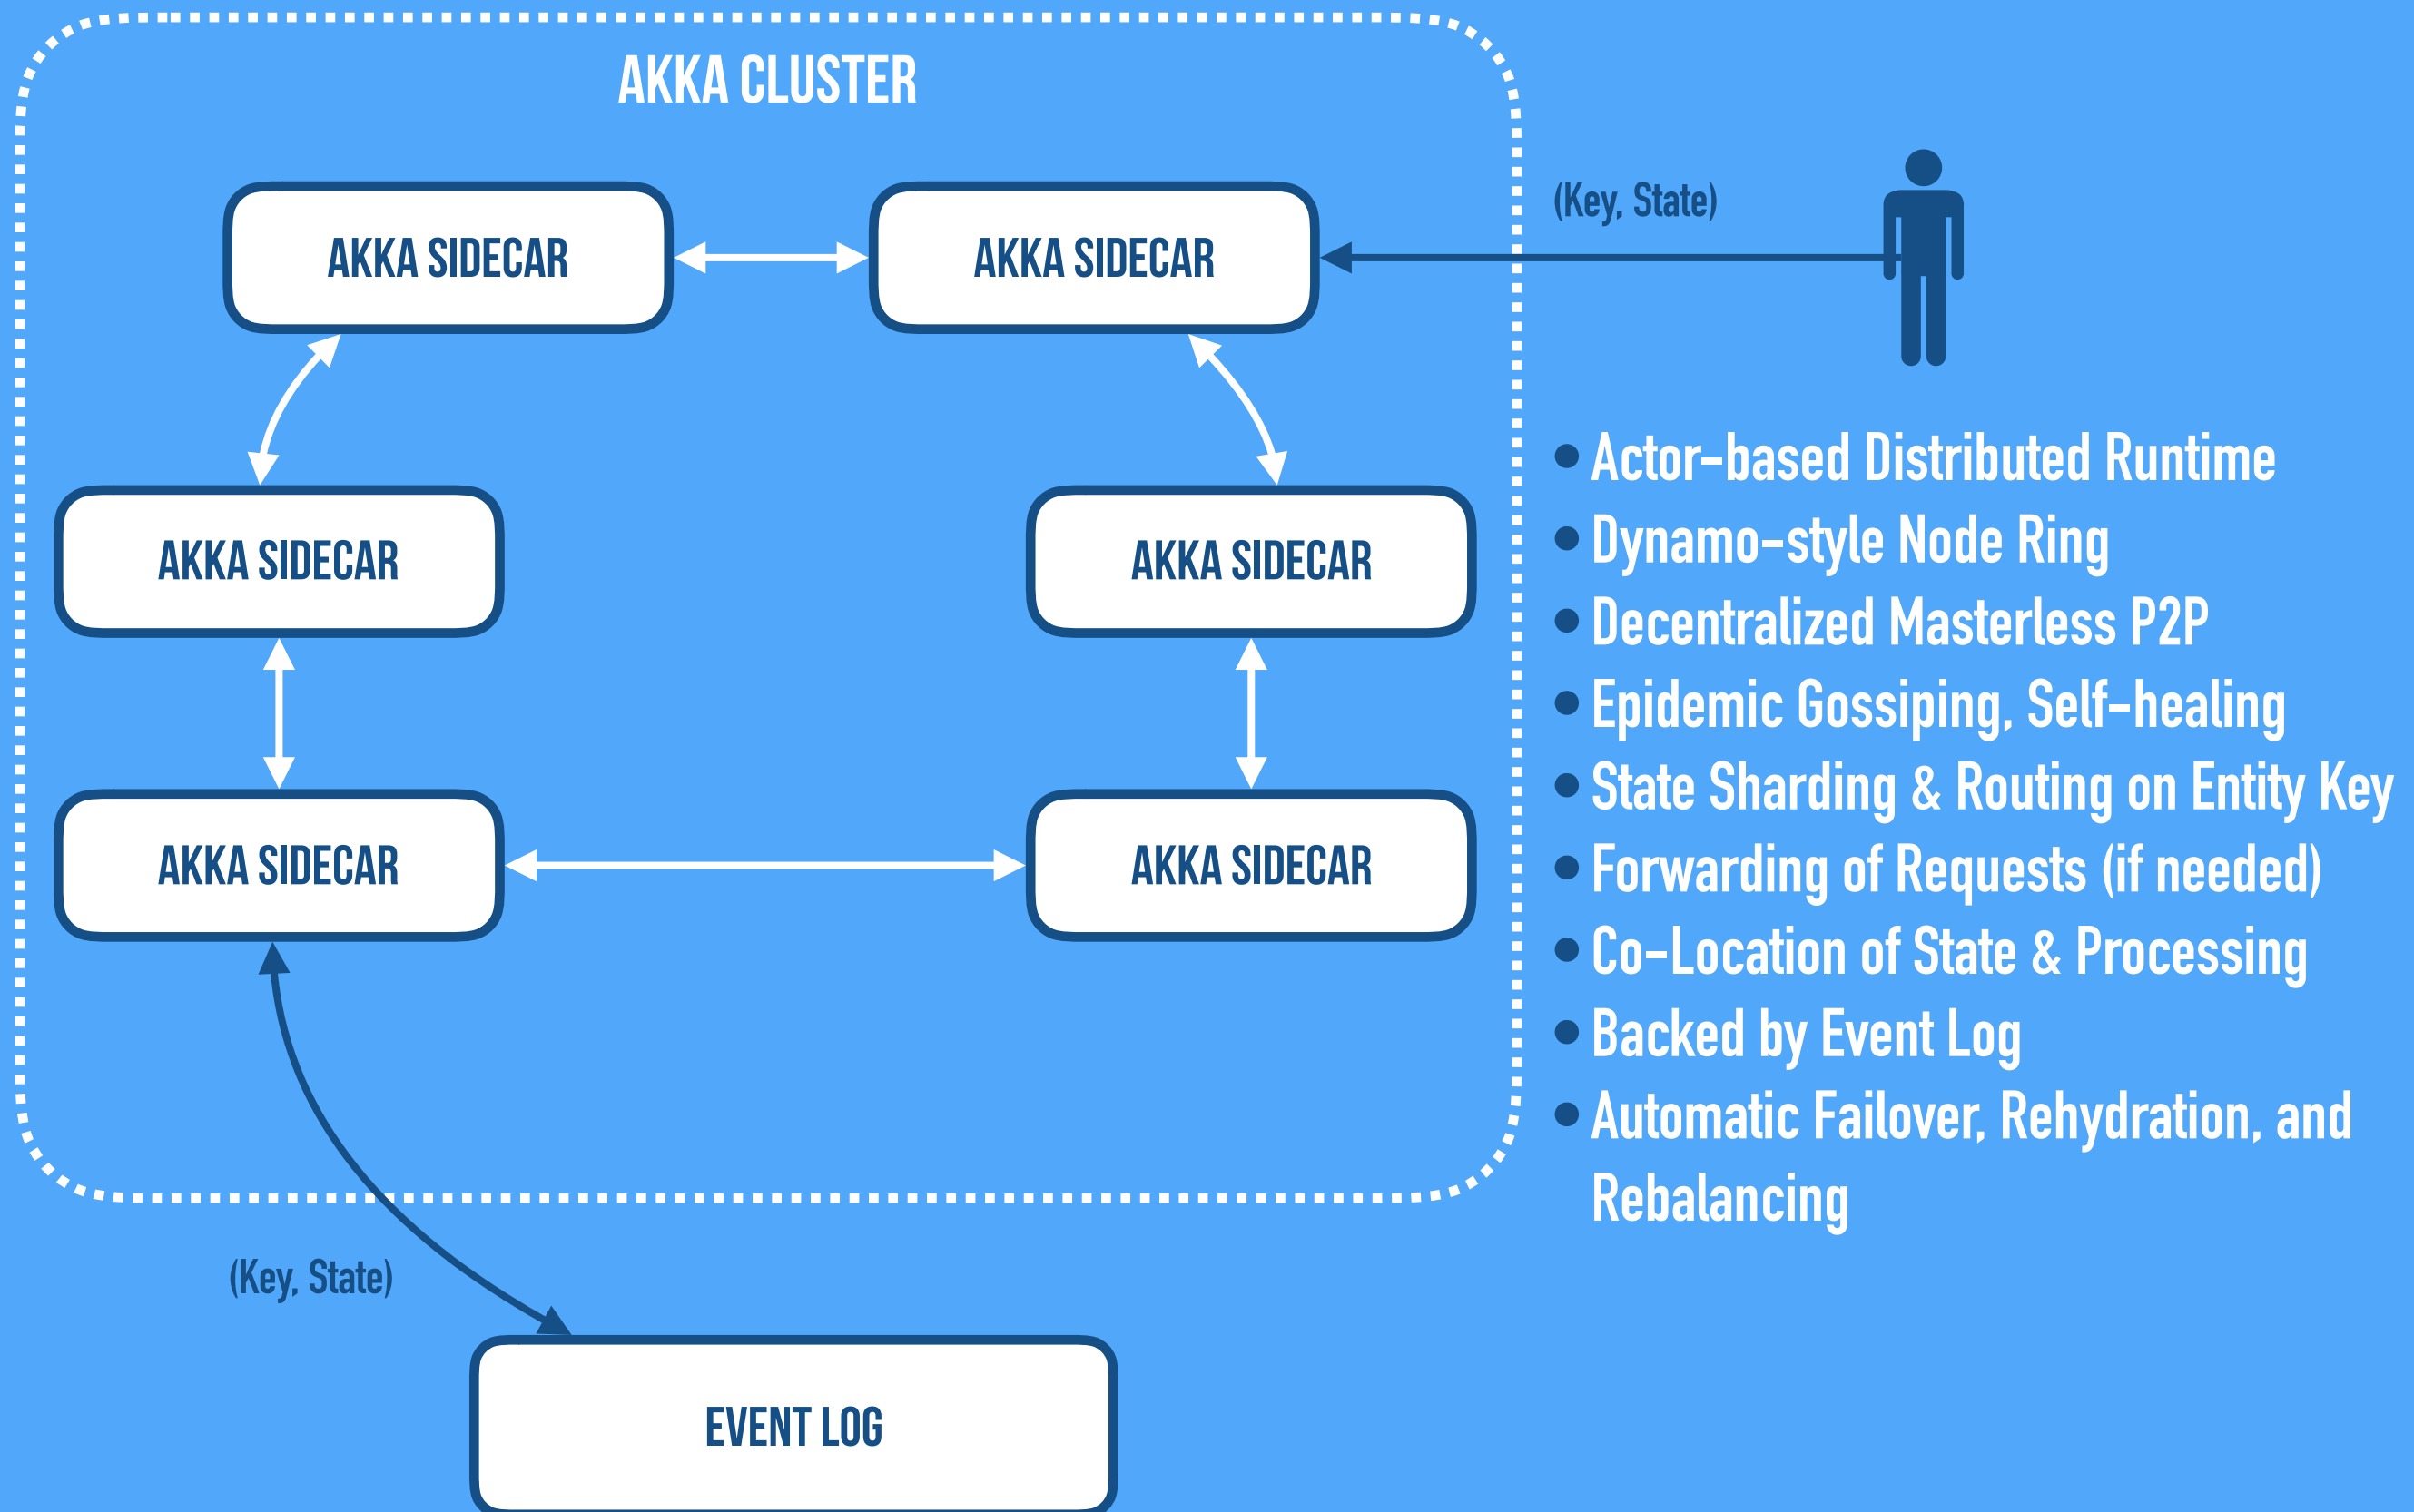 AKKA CLUSTER
AKKA SIDECAR
AKKA SIDECAR
(Key, State)
AKKA SIDECAR
AKKA SIDECAR
AKKA SIDECAR
AKKA SIDECAR
(Key, State)
EVENT LOG
Actor-based Distributed Runtime
Dynamo-style Node Ring
Decentralized Masterless P2P
Epidemic Gossiping, Self-healing
State Sharding & Routing on Entity Key
Forwarding of Requests (if needed)
Co-Location of State & Processing
Backed by Event Log
Automatic Failover, Rehydration, and
Rebalancing